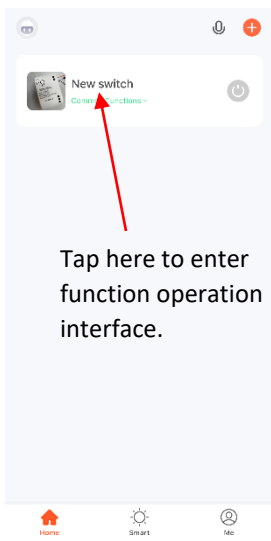 New switch
Common Functions
Tap here to enter
function operation
interface.
Home Smart Me